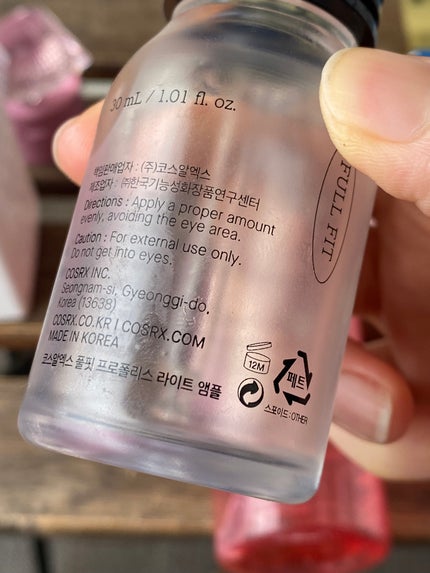 30 mL / 1.01 fl. oz.
책임판매업자 : (주)코스알엑스
제조업자 : ㈜한국기능성화장품연구센터
Directions : Apply a proper amount
evenly, avoiding the eye area.
Caution : For external use only.
Do not get into eyes.
COSRX INC.
Seongnam-si, Gyeonggi-do,
Korea (13638)
COSRX.CO.KR I COSRX.COM
MADE IN KOREA
코스알엑스 풀핏 프로폴리스 라이트 앰플
12M
페트
스포이드:OTHER
FULL FIT